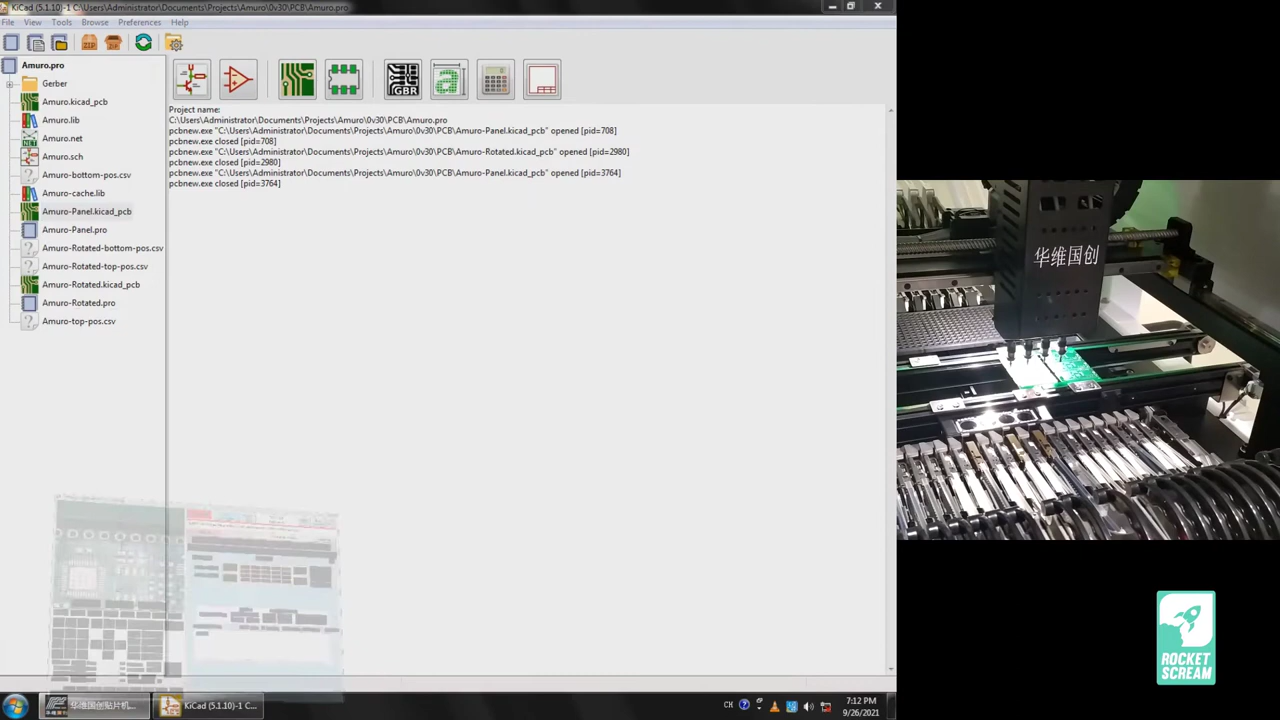 KiCad (5.1.10)-1 C:\Users\Administrator\Documents\Projects\Amuro\0v30\PCB\Amuro.pro
File View Tools Browse Preferences Help
Amuro.pro
Gerber
Amuro.kicad_pcb
Amuro.lib
Amuro.net
Amuro.sch
Amuro-bottom-pos.csv
Amuro-cache.lib
Amuro-Panel.kicad_pcb
Amuro-Panel.pro
Amuro-Rotated-bottom-pos.csv
Amuro-Rotated-top-pos.csv
Amuro-Rotated.kicad_pcb
Amuro-Rotated.pro
Amuro-top-pos.csv
ZIP
ZIP
NET
GBR
a
Project name:
C:\Users\Administrator\Documents\Projects\Amuro\0v30\PCB\Amuro.pro
pcbnew.exe "C:\Users\Administrator\Documents\Projects\Amuro\0v30\PCB\Amuro-Panel.kicad_pcb" opened [pid=708]
pcbnew.exe closed [pid=708]
pcbnew.exe "C:\Users\Administrator\Documents\Projects\Amuro\0v30\PCB\Amuro-Rotated.kicad_pcb" opened [pid=2980]
pcbnew.exe closed [pid=2980]
pcbnew.exe "C:\Users\Administrator\Documents\Projects\Amuro\0v30\PCB\Amuro-Panel.kicad_pcb" opened [pid=3764]
pcbnew.exe closed [pid=3764]
华维国创
ROCKET
SCREAM
华维国创贴片机...
KiCad (5.1.10)-1 C...
CH
7:12 PM
9/26/2021